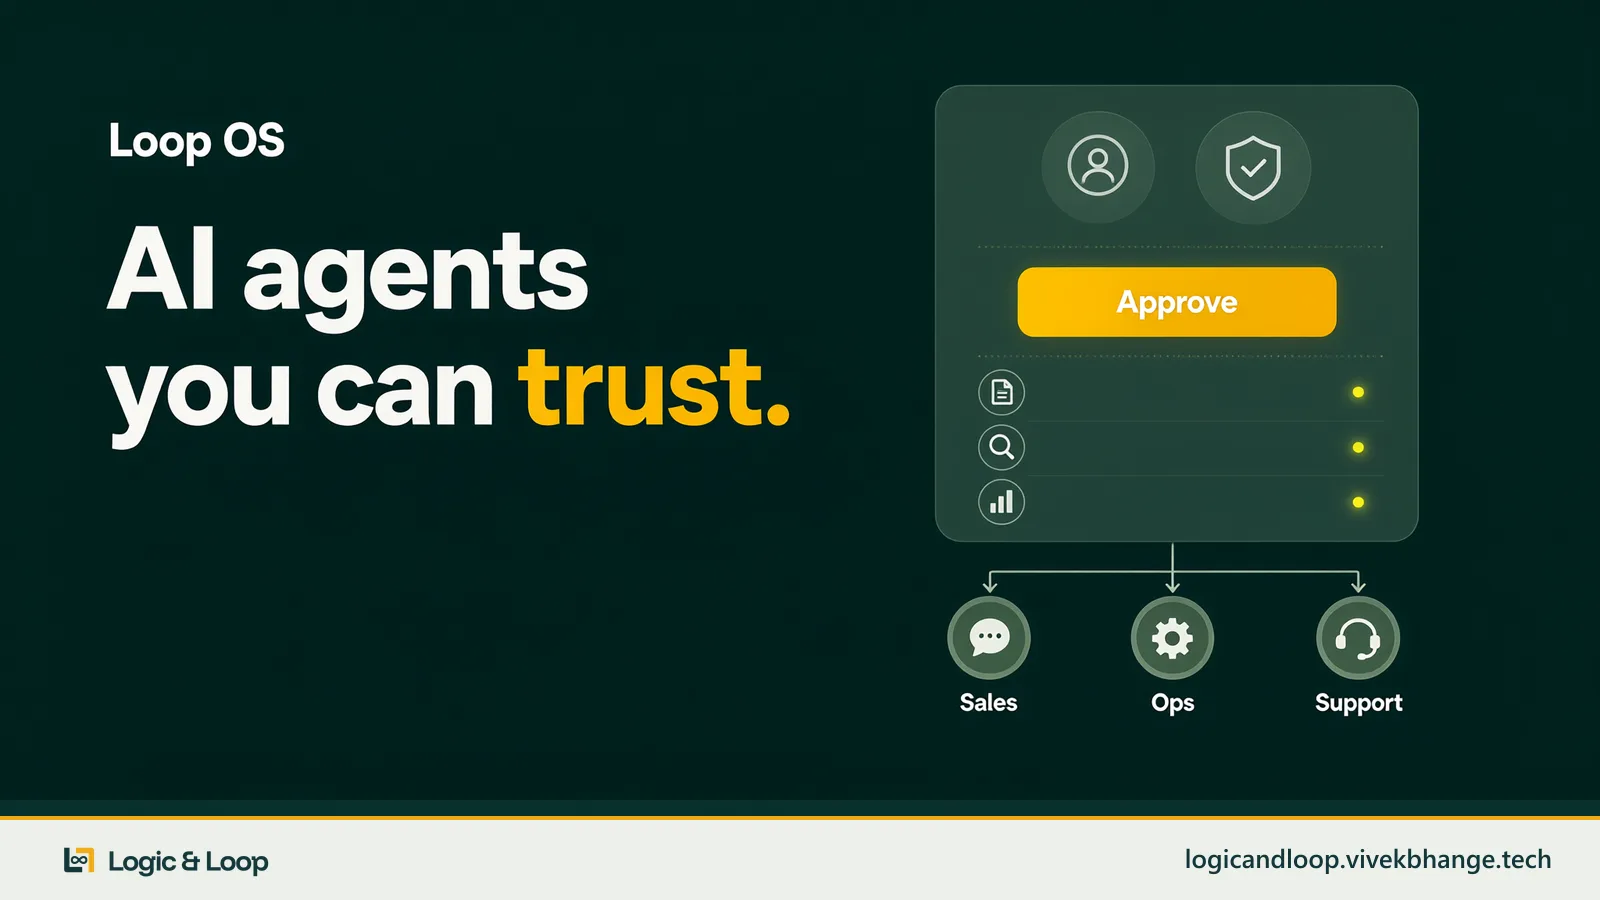 Loop OS
AI agents
you can trust.
Approve
Sales
Ops
Support
Logic & Loop
logicandloop.vivekbhange.tech